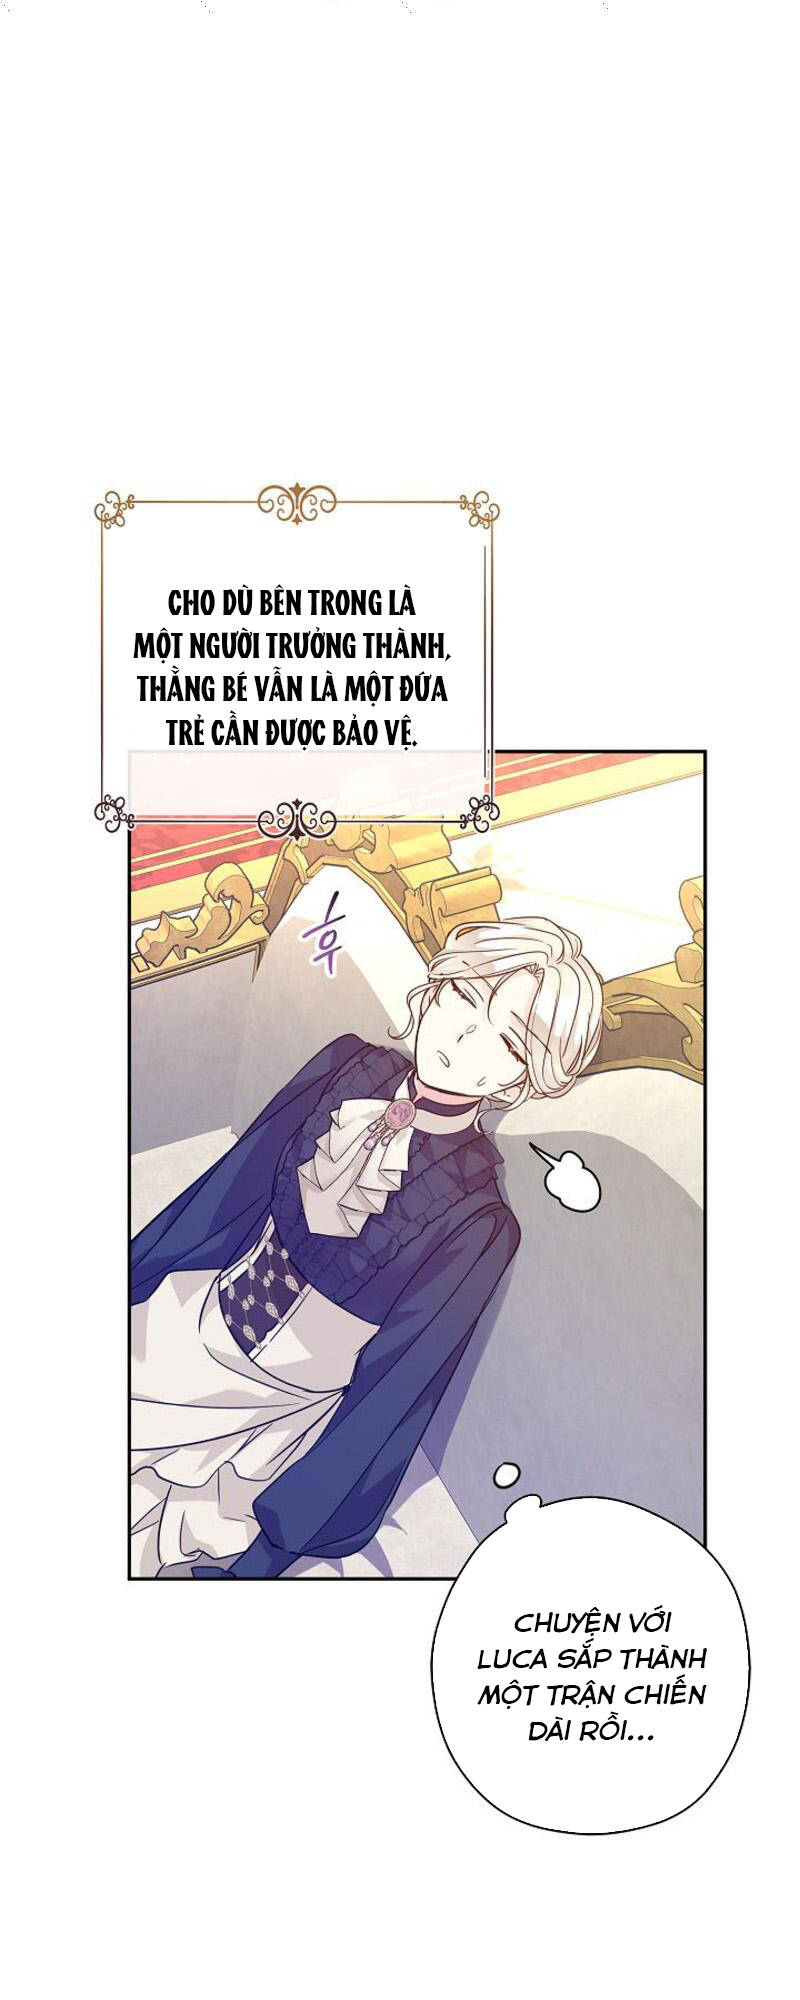 CHO DÙ BÊN TRONG LÀ
MỘT NGƯỜI TRƯỞNG THÀNH,
THẰNG BÉ VẪN LÀ MỘT ĐỨA
TRẺ CẦN ĐƯỢC BẢO VỆ.
후
CHUYỆN VỚI
LUCA SẮP THÀNH
MỘT TRẬN CHIẾN
DÀI RỒI...